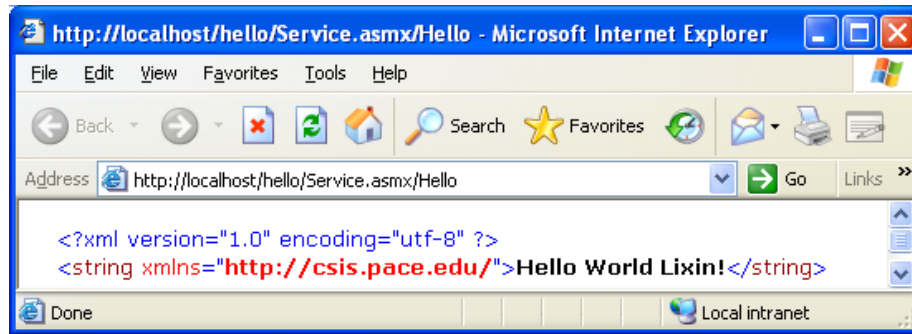 http://localhost/hello/Service.asmx/Hello - Microsoft Internet Explorer
File Edit View Favorites Tools Help
Back Search Favorites
Address http://localhost/hello/Service.asmx/Hello Go Links »
<?xml version="1.0" encoding="utf-8" ?>
<string xmlns="http://csis.pace.edu/">Hello World Lixin!</string>
Done Local intranet